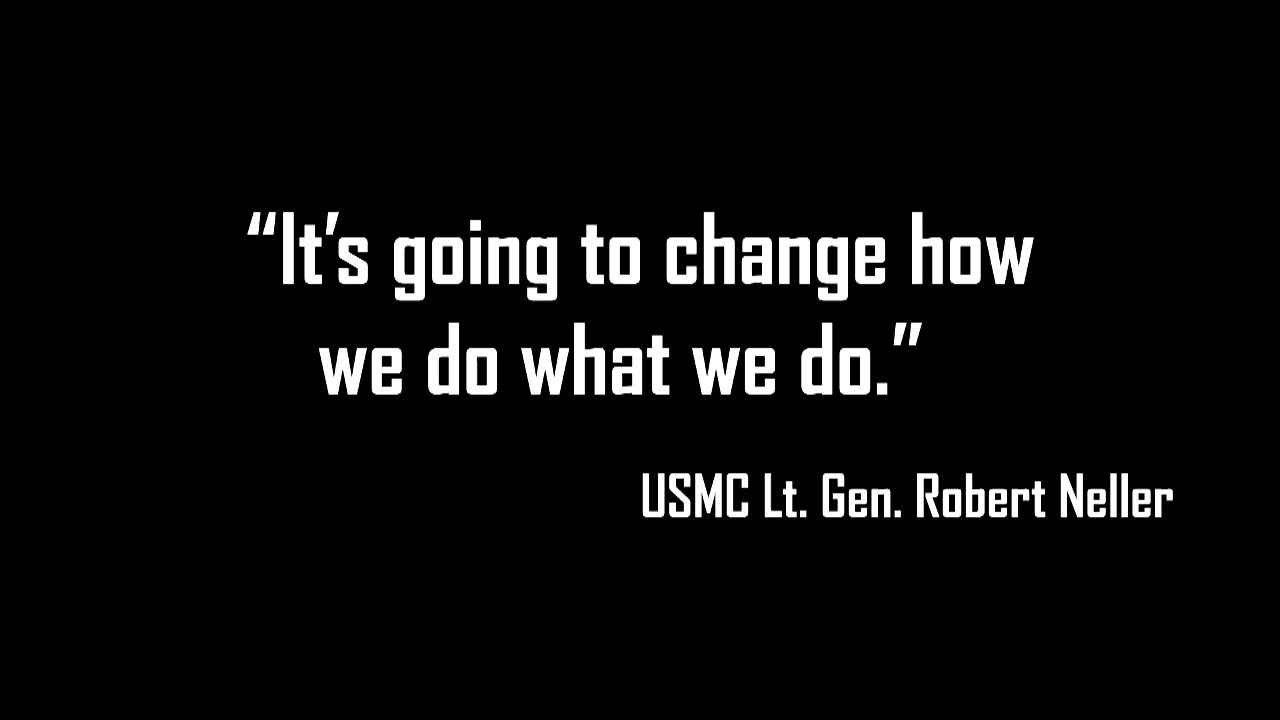 “It’s going to change how
we do what we do.”
USMC Lt. Gen. Robert Neller